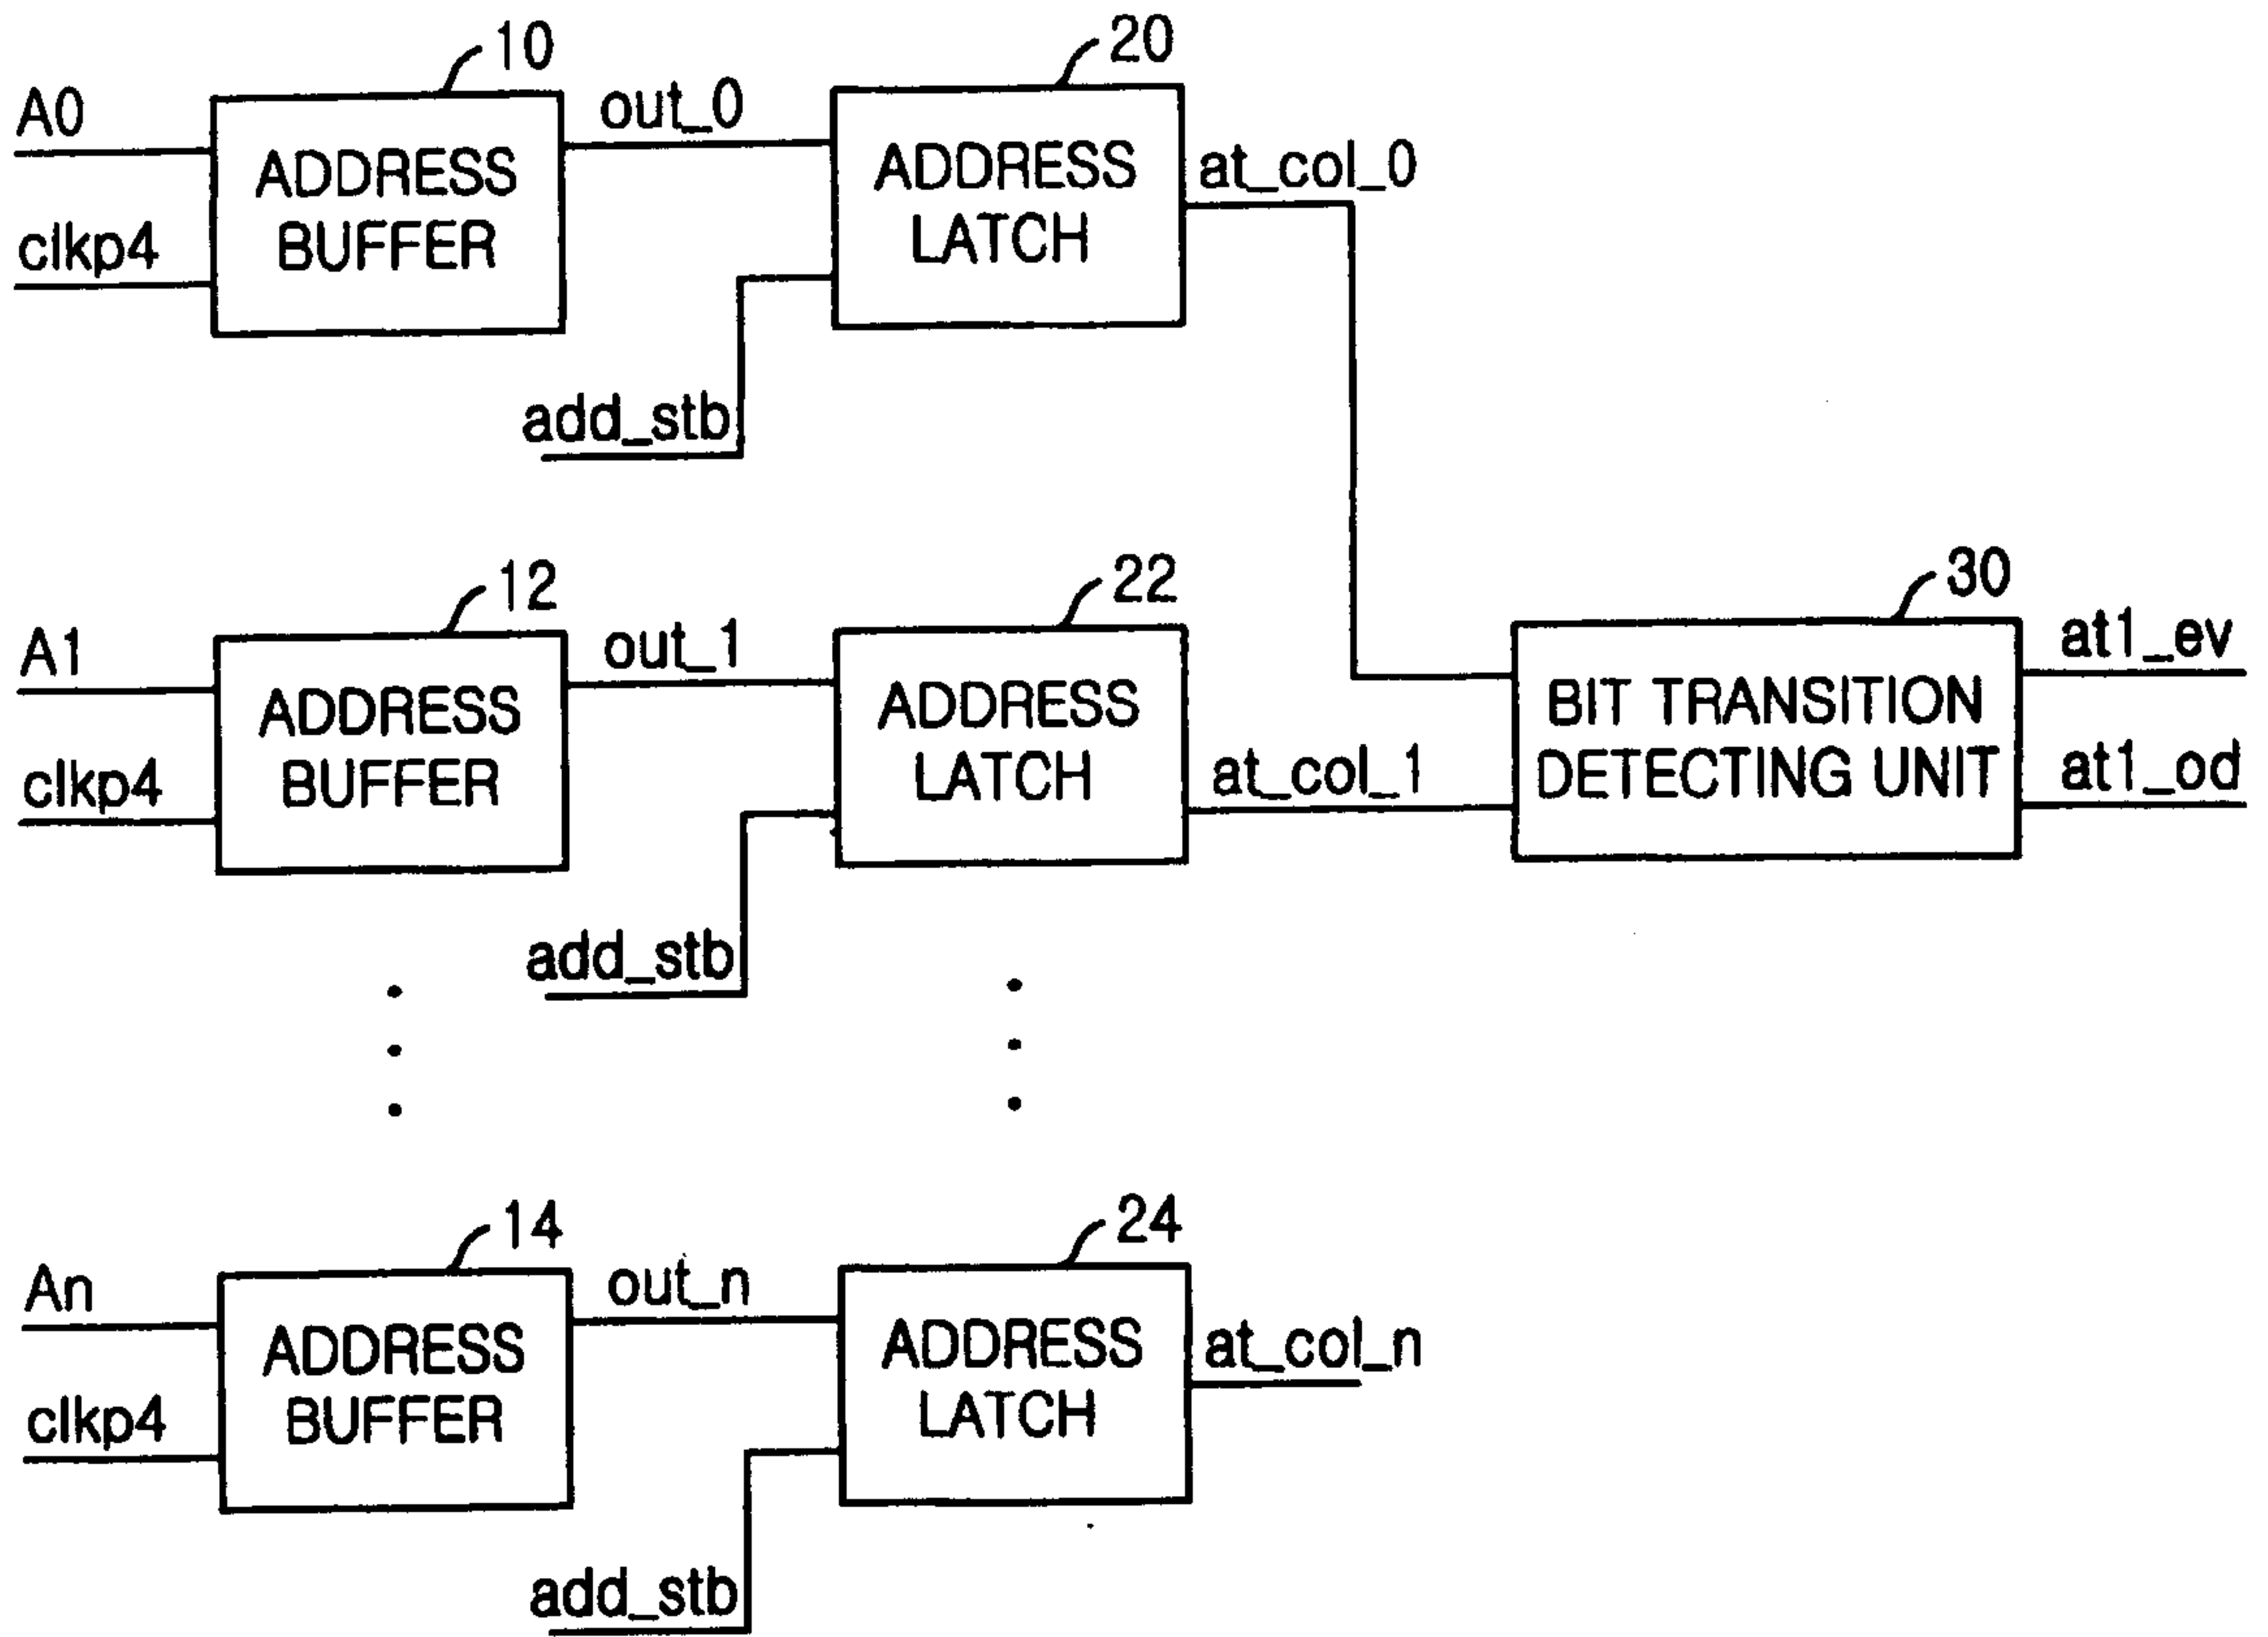 10
20
A0
out_0
ADDRESS
BUFFER
ADDRESS
LATCH
at_col_0
clkp4
add_stb
12
22
30
A1
out_1
at1_ev
ADDRESS
BUFFER
ADDRESS
LATCH
BIT TRANSITION
DETECTING UNIT
clkp4
at_col_1
at1_od
add_stb
14
24
An
out_n
ADDRESS
BUFFER
ADDRESS
LATCH
at_col_n
clkp4
add_stb